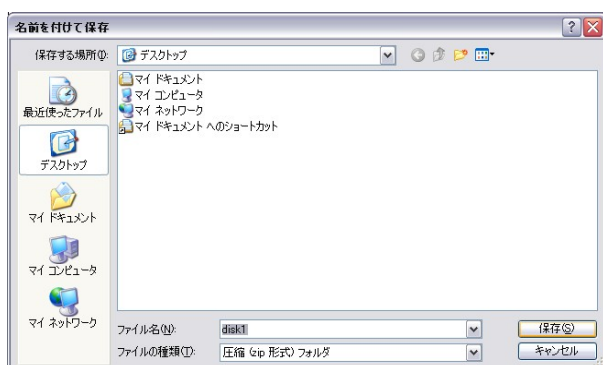 名前を付けて保存
保存する場所(I):
デスクトップ
マイ ドキュメント
マイ コンピュータ
マイ ネットワーク
マイ ドキュメント へのショートカット
最近使ったファイル
デスクトップ
マイ ドキュメント
マイ コンピュータ
マイ ネットワーク
ファイル名(N):
disk1
保存(S)
ファイルの種類(T):
圧縮 (zip 形式) フォルダ
キャンセル